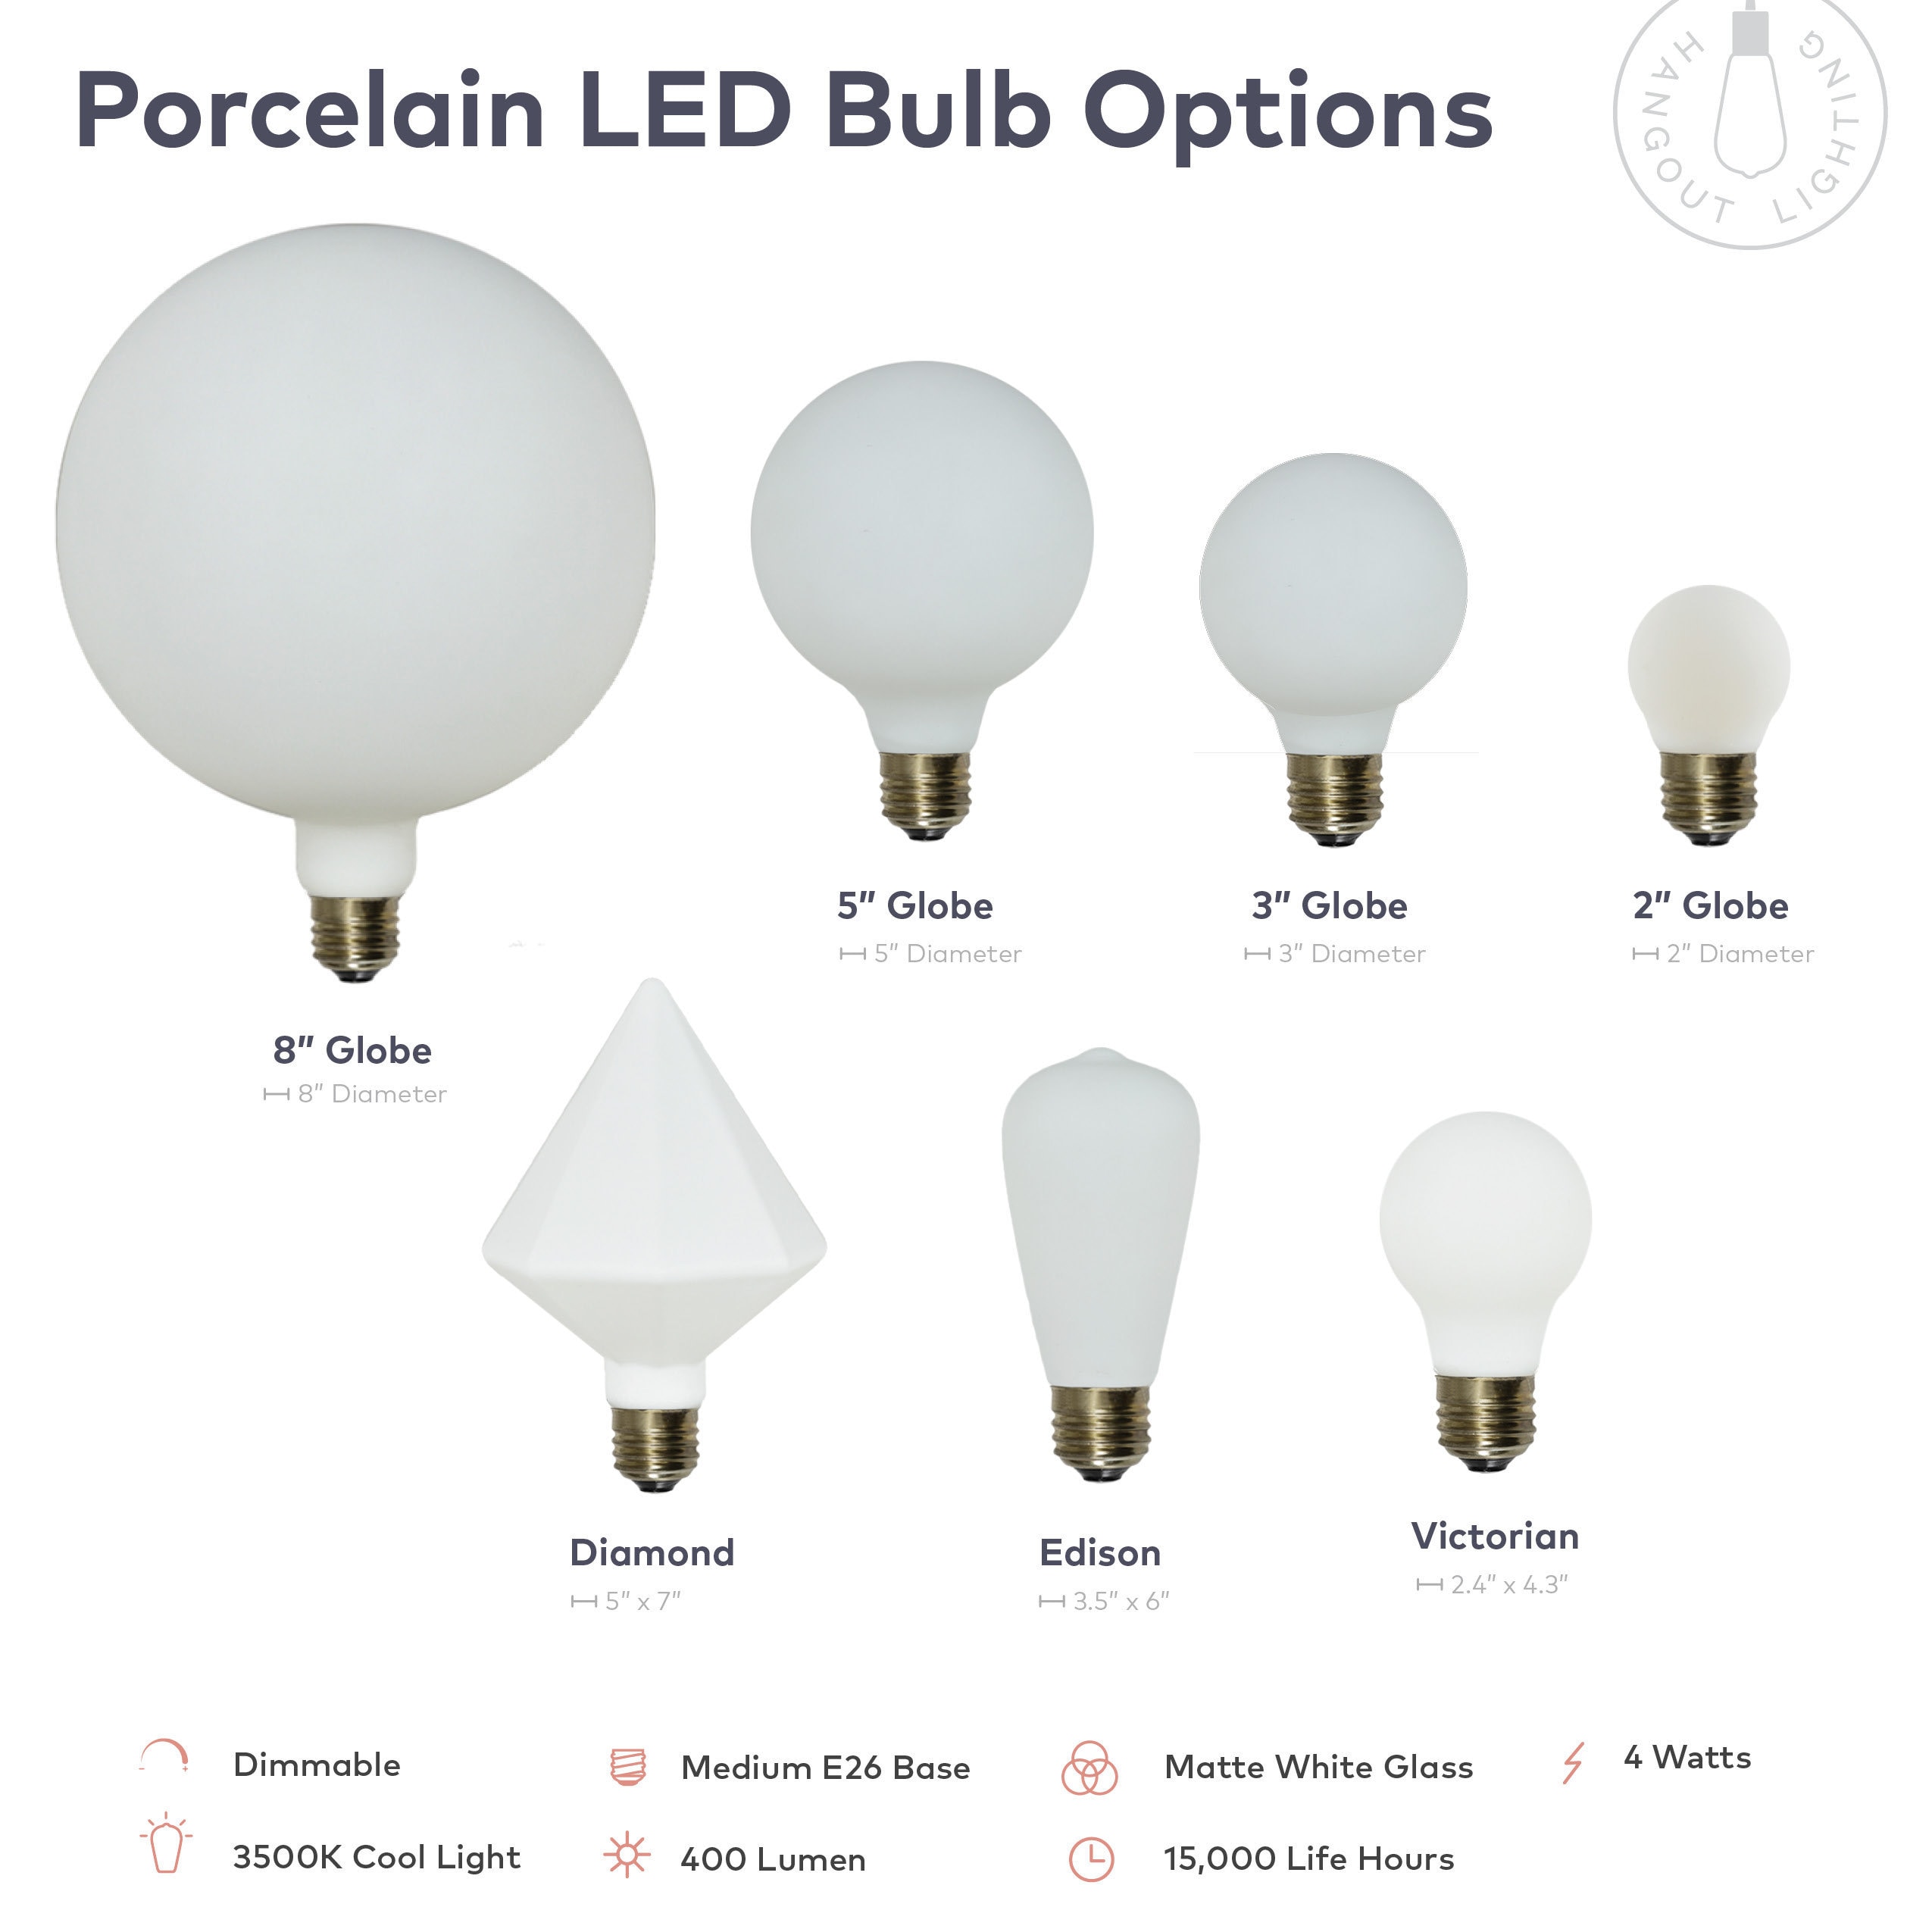 Porcelain LED Bulb Options
HANGOUT LIGHTING
5″ Globe
5″ Diameter
3″ Globe
3″ Diameter
2″ Globe
2″ Diameter
8″ Globe
8″ Diameter
Diamond
5″ x 7″
Edison
3.5″ x 6″
Victorian
2.4″ x 4.3″
Dimmable
Medium E26 Base
Matte White Glass
4 Watts
3500K Cool Light
400 Lumen
15,000 Life Hours